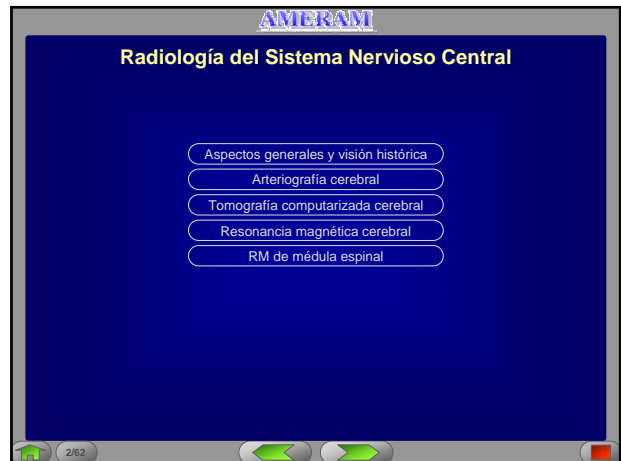 AMERAM
Radiología del Sistema Nervioso Central
Aspectos generales y visión histórica
Arteriografía cerebral
Tomografía computarizada cerebral
Resonancia magnética cerebral
RM de médula espinal
2/62